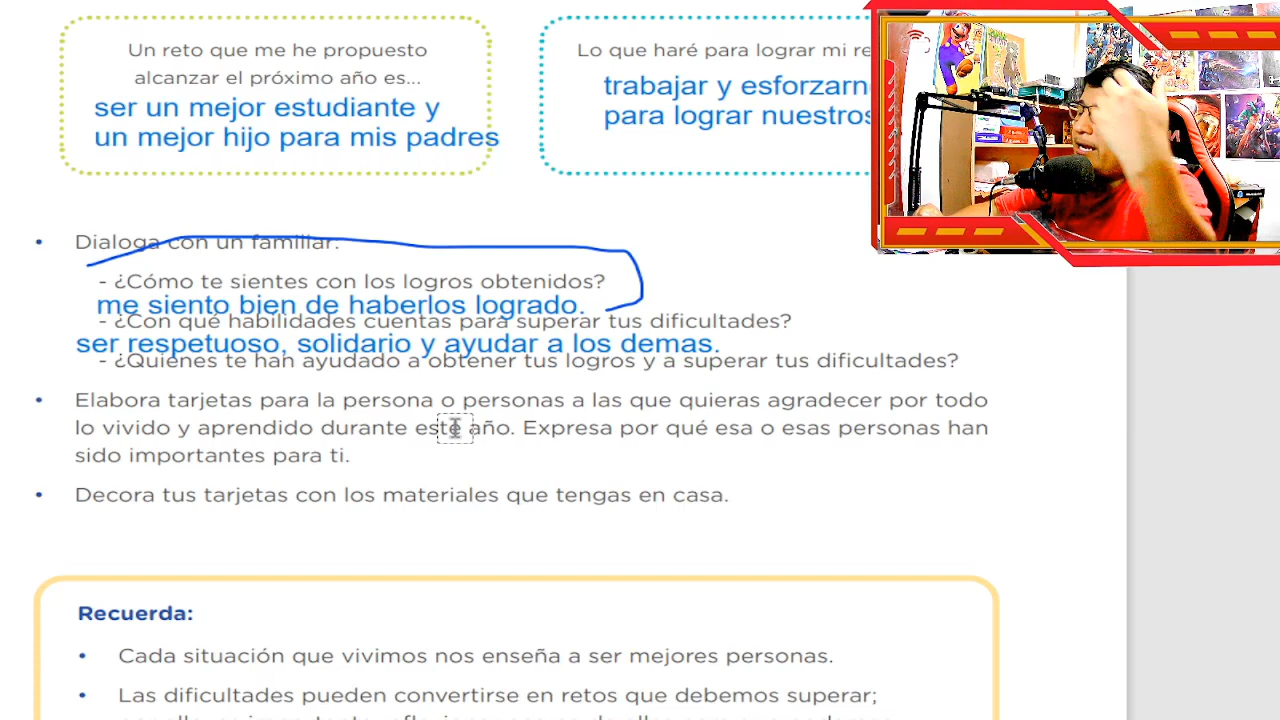 Un reto que me he propuesto
alcanzar el próximo año es...
ser un mejor estudiante y
un mejor hijo para mis padres
Lo que haré para lograr mi
trabajar y
para lograr
• Dialoga con un familiar.
- ¿Cómo te sientes con los logros obtenidos?
me siento bien de haberlos logrado.
- ¿Con qué habilidades cuentas para superar tus dificultades?
ser respetuoso, solidario y ayudar a los demas.
- ¿Quiénes te han ayudado a obtener tus logros y a superar tus dificultades?
• Elabora tarjetas para la persona o personas a las que quieras agradecer por todo
lo vivido y aprendido durante este año. Expresa por qué esa o esas personas han
sido importantes para ti.
• Decora tus tarjetas con los materiales que tengas en casa.
Recuerda:
• Cada situación que vivimos nos enseña a ser mejores personas.
• Las dificultades pueden convertirse en retos que debemos superar;